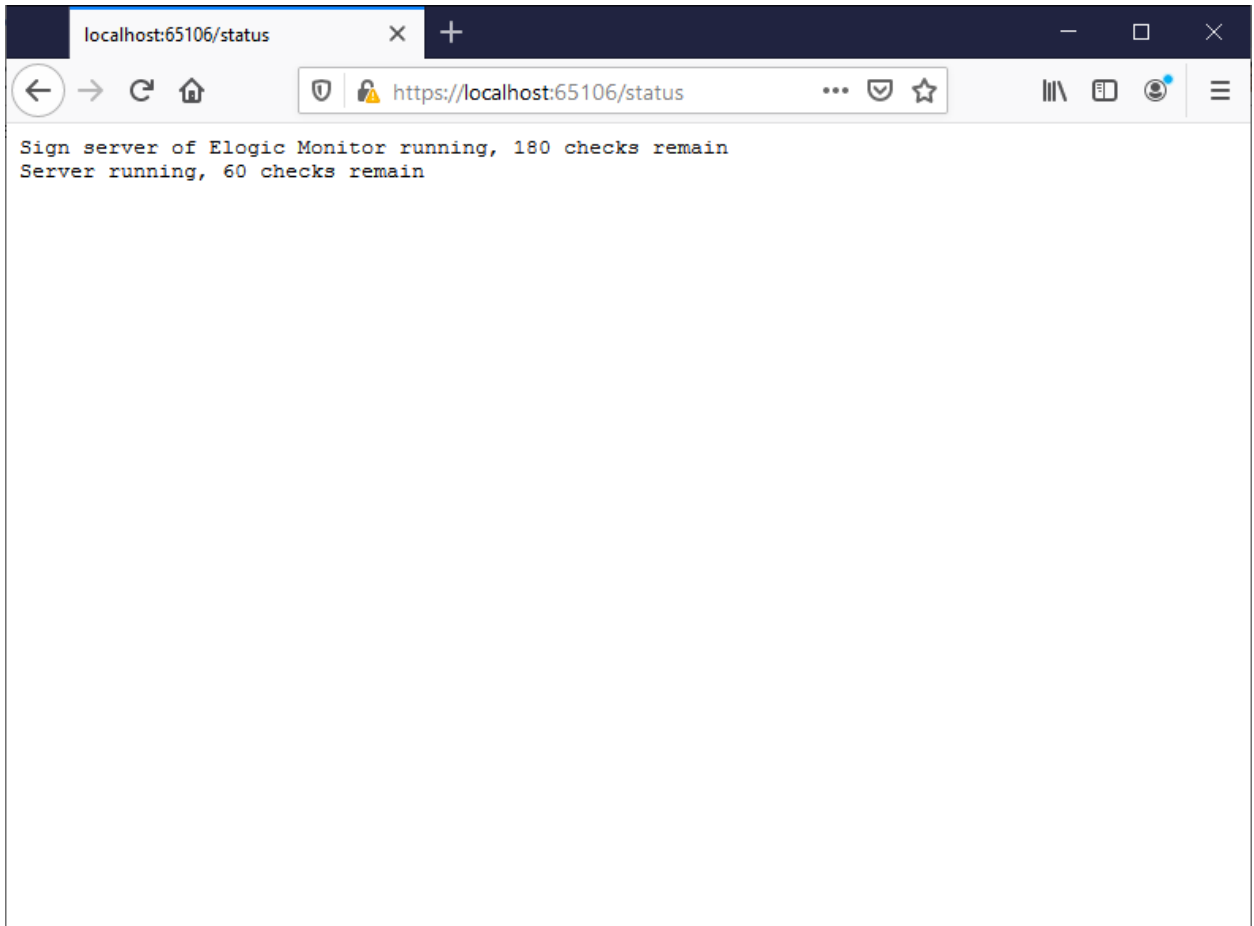 localhost:65106/status
https://localhost:65106/status
Sign server of Elogic Monitor running, 180 checks remain
Server running, 60 checks remain